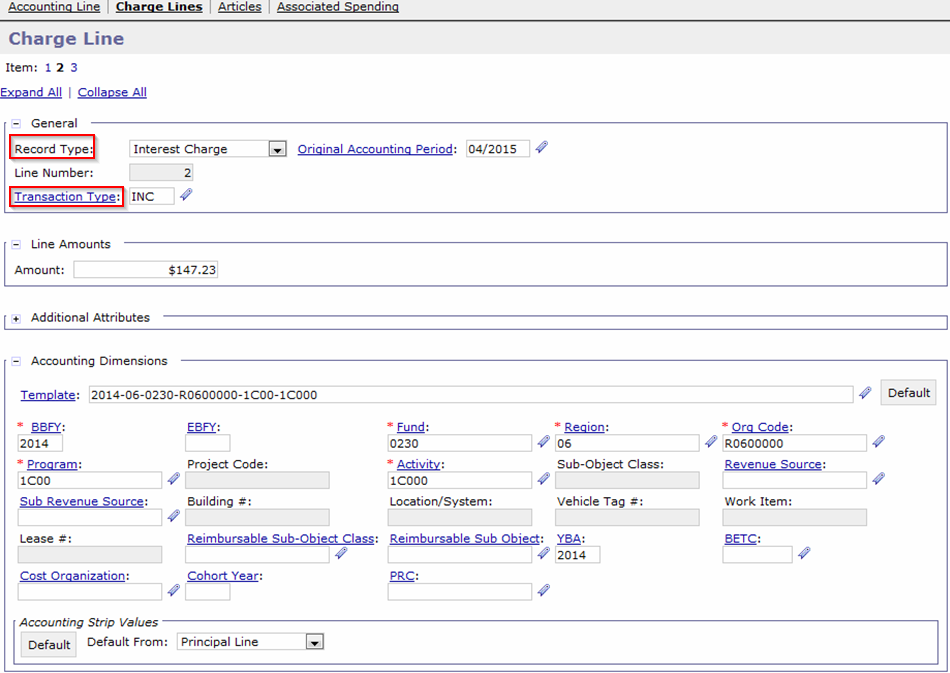 Accounting Line | Charge Lines | Articles | Associated Spending
Charge Line
Item: 1 2 3
Expand All | Collapse All
General
Record Type: Interest Charge Original Accounting Period: 04/2015
Line Number: 2
Transaction Type: INC
Line Amounts
Amount: $147.23
Additional Attributes
Accounting Dimensions
Template: 2014-06-0230-R0600000-1C00-1C000 Default
* BBFY: EBFY: * Fund: * Region: * Org Code:
2014 0230 06 R0600000
* Program: Project Code: * Activity: Sub-Object Class: Revenue Source:
1C00 1C000
Sub Revenue Source: Building #: Location/System: Vehicle Tag #: Work Item:
Lease #: Reimbursable Sub-Object Class: Reimbursable Sub Object: YBA: BETC:
2014
Cost Organization: Cohort Year: PRC:
Accounting Strip Values
Default Default From: Principal Line